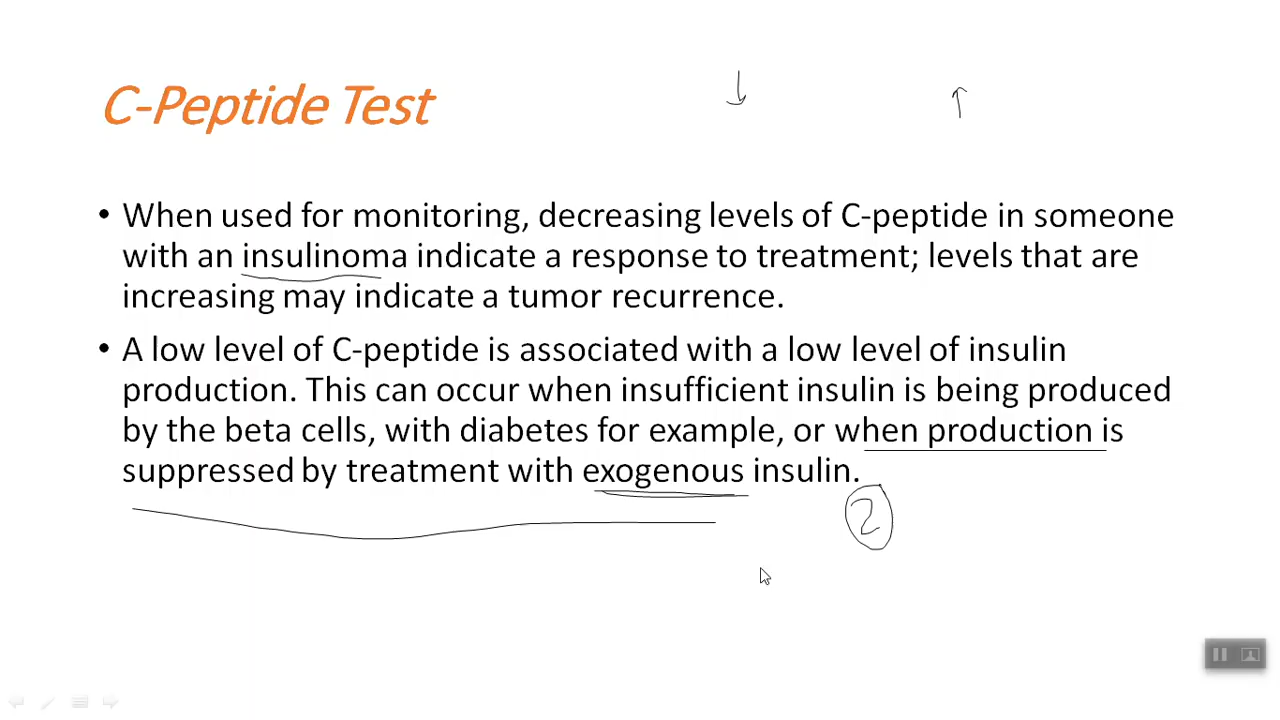 C-Peptide Test
• When used for monitoring, decreasing levels of C-peptide in someone
with an insulinoma indicate a response to treatment; levels that are
increasing may indicate a tumor recurrence.
• A low level of C-peptide is associated with a low level of insulin
production. This can occur when insufficient insulin is being produced
by the beta cells, with diabetes for example, or when production is
suppressed by treatment with exogenous insulin.
2